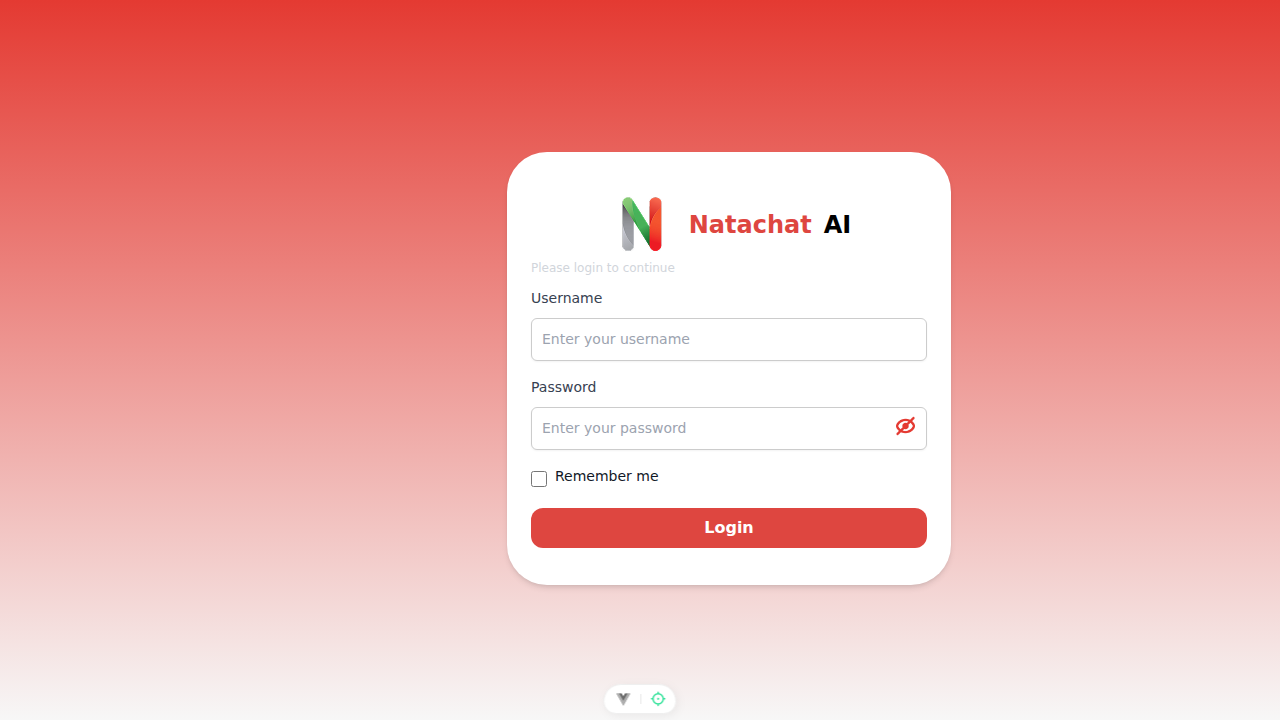 Natachat AI
Please login to continue
Username
Enter your username
Password
Enter your password
Remember me
Login